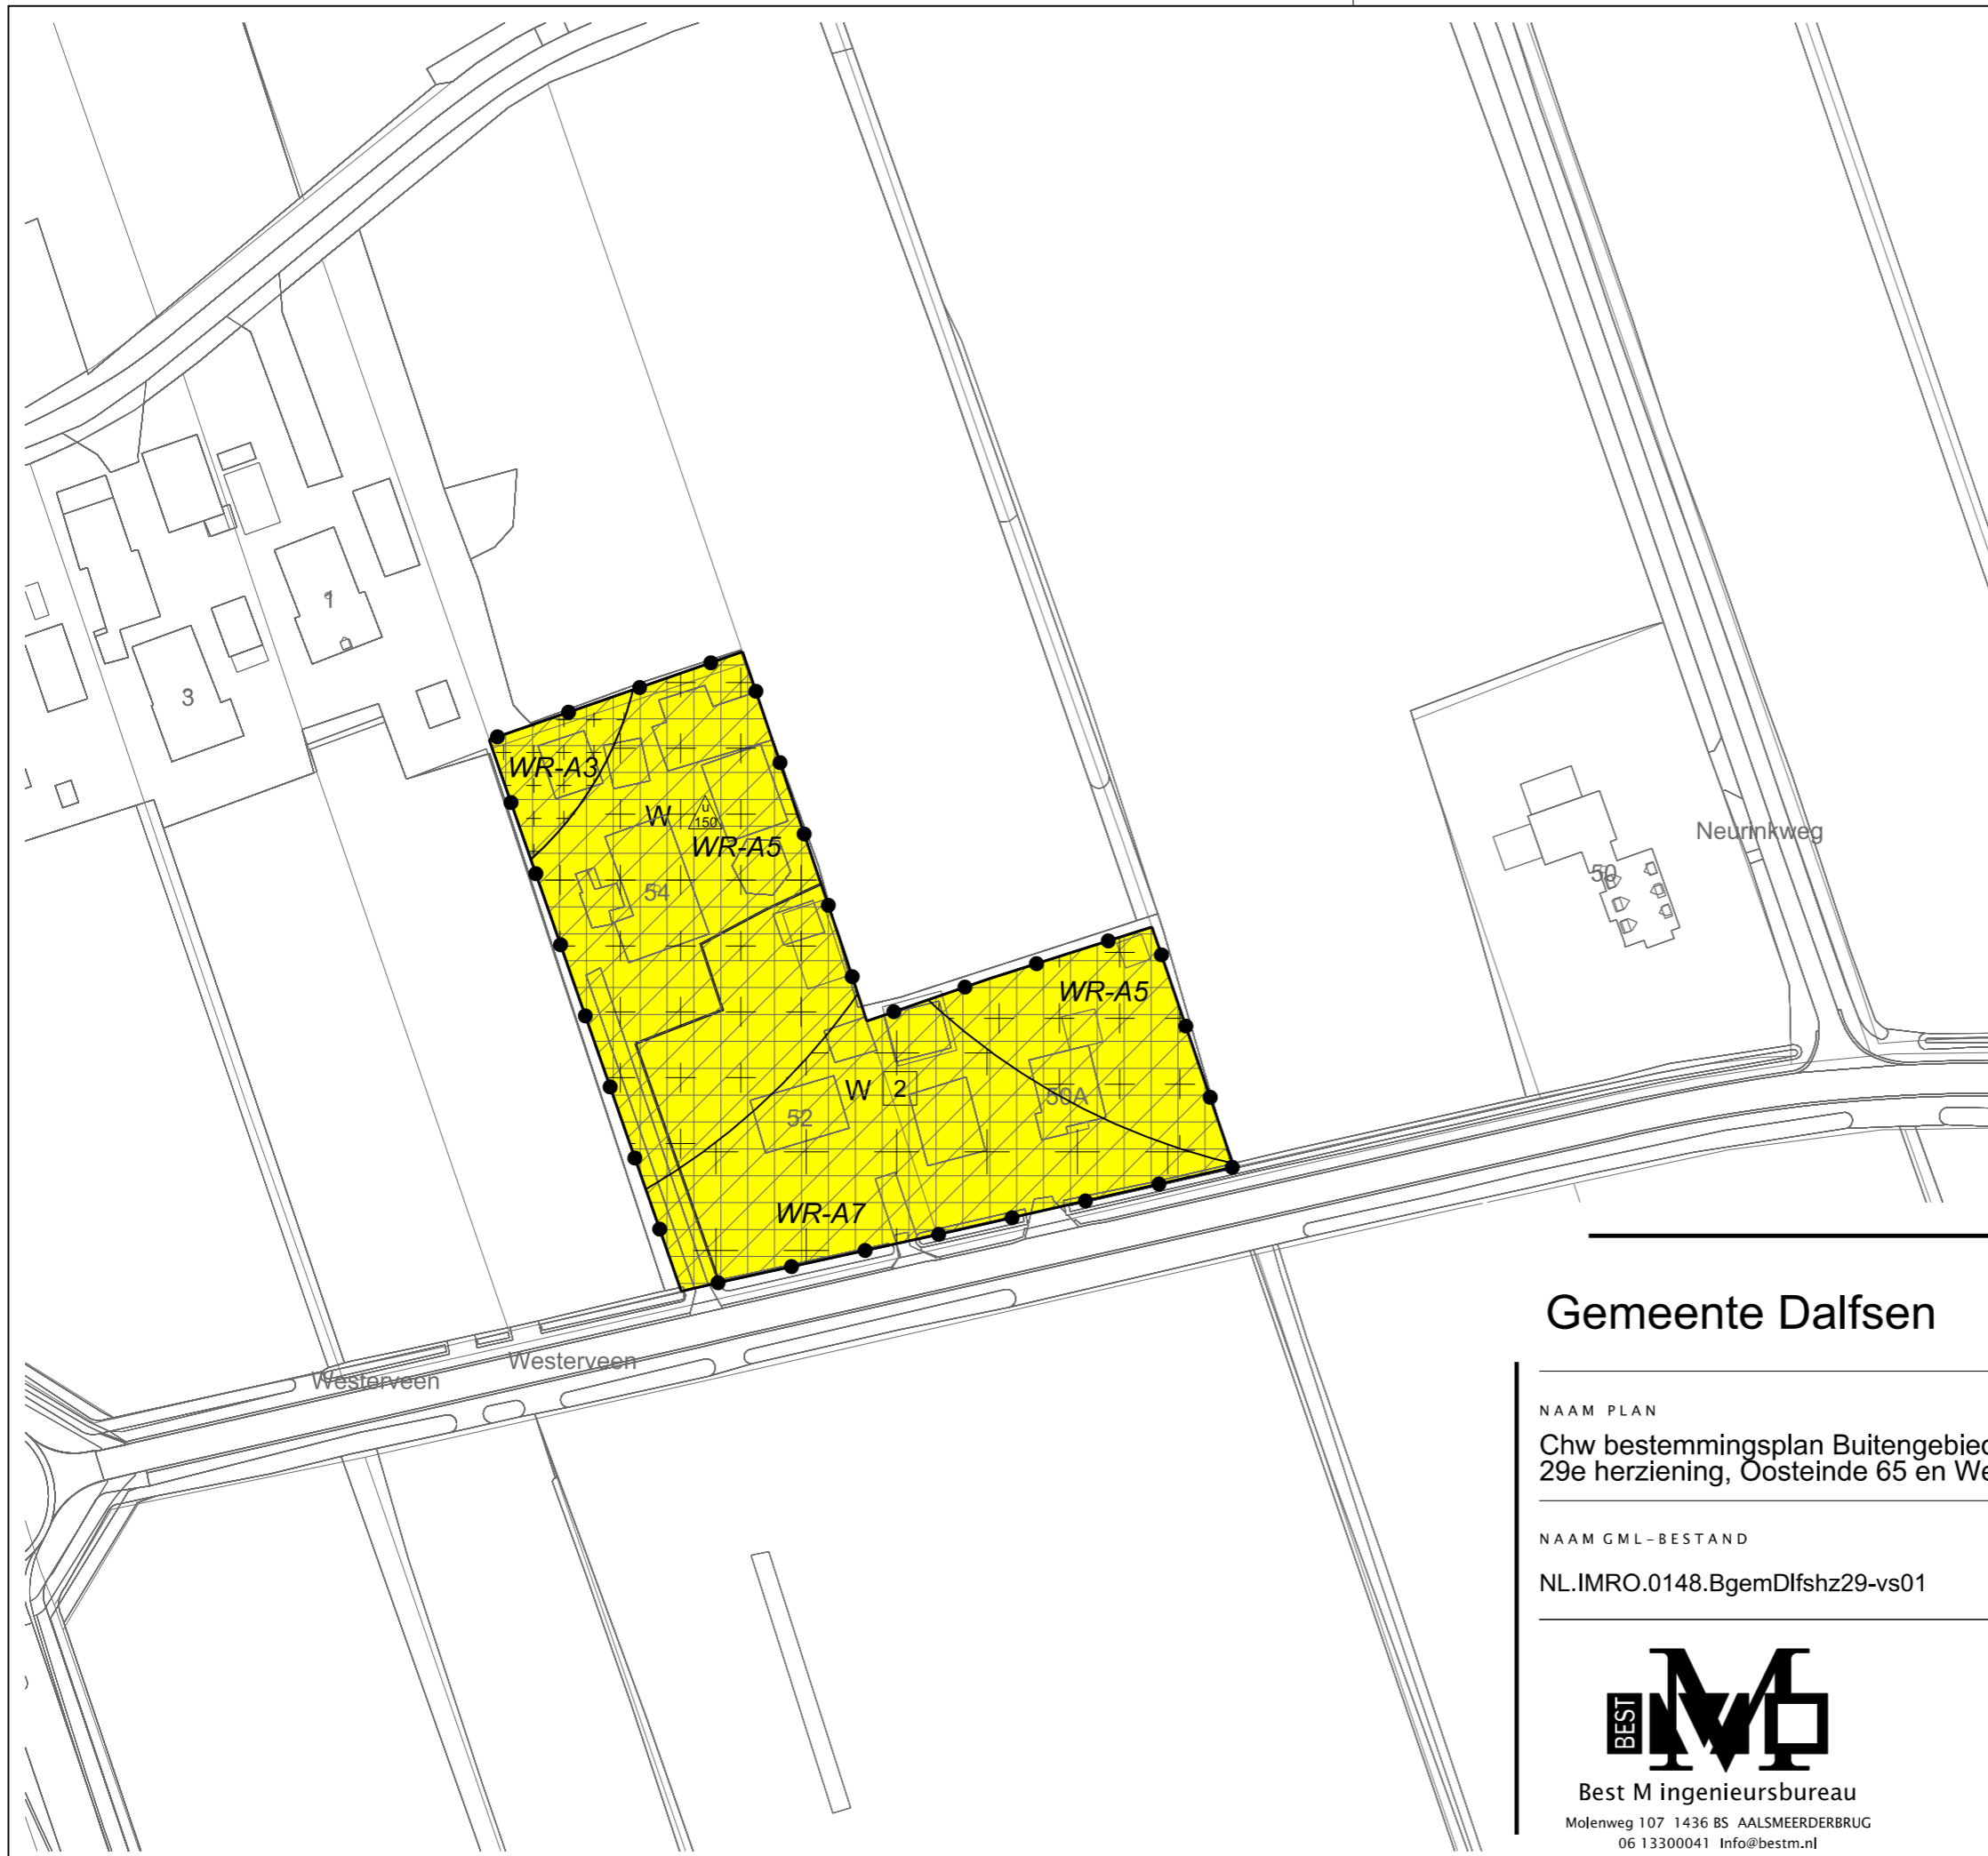 1
3
WR-A3
W
u
150
WR-A5
54
Neurinkweg
50
WR-A5
W
2
50A
52
WR-A7
Westerveen
Westerveen
Gemeente Dalfsen
NAAM PLAN
Chw bestemmingsplan Buitengebied
29e herziening, Oosteinde 65 en We
NAAM GML-BESTAND
NL.IMRO.0148.BgemDlfshz29-vs01
BEST
M
Best M ingenieursbureau
Molenweg 107 1436 BS AALSMEERDERBRUG
06 13300041 Info@bestm.nl